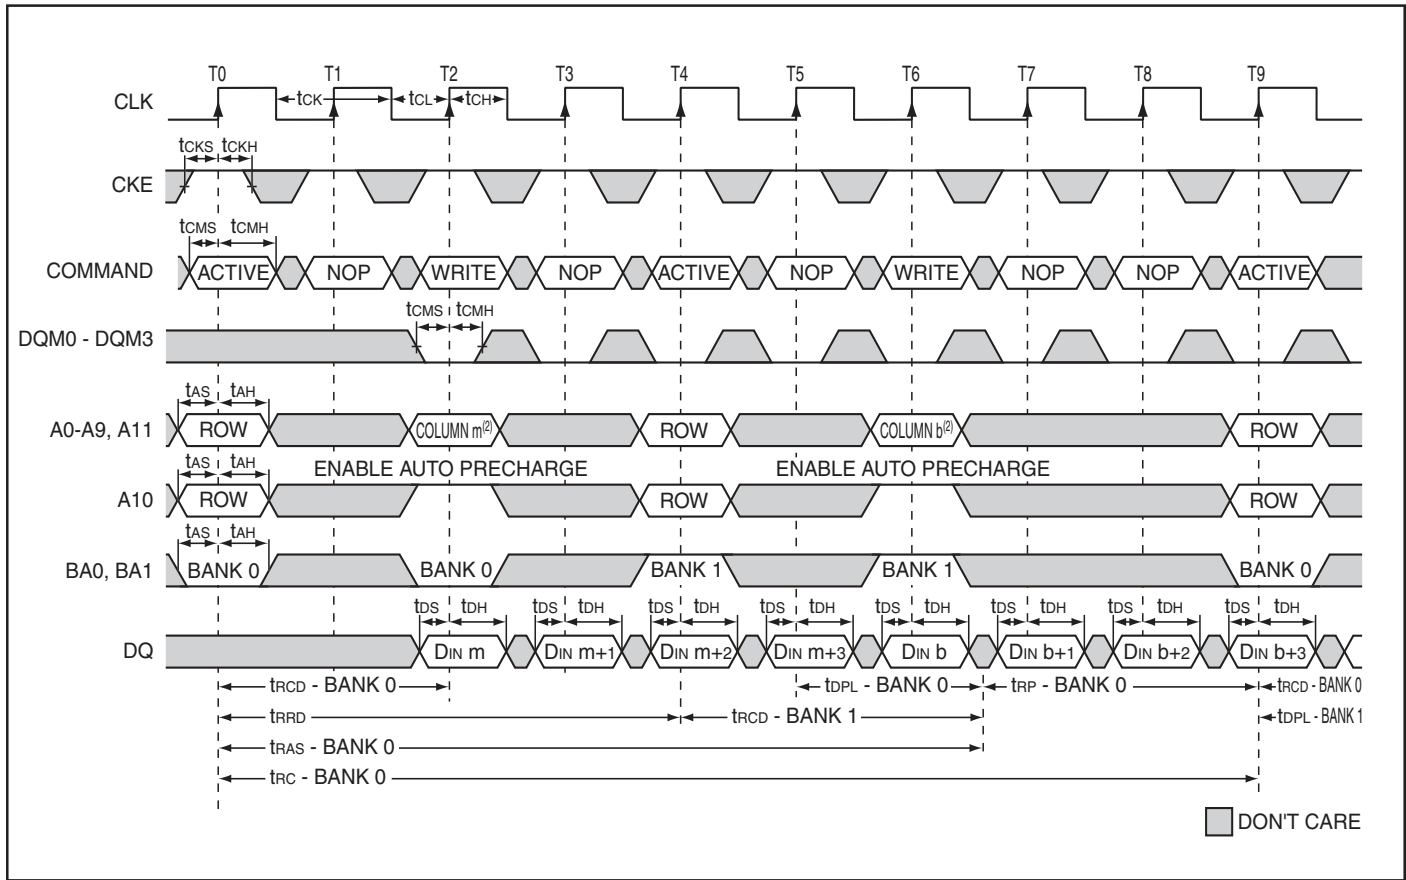 T0 T1 T2 T3 T4 T5 T6 T7 T8 T9
CLK tCK tCL tCH
tCKS tCKH
CKE
tCMS tCMH
COMMAND ACTIVE NOP WRITE NOP ACTIVE NOP WRITE NOP NOP ACTIVE
tCMS tCMH
DQM0 - DQM3
tAS tAH
A0-A9, A11 ROW COLUMN m(2) ROW COLUMN b(2) ROW
tAS tAH ENABLE AUTO PRECHARGE ENABLE AUTO PRECHARGE
A10 ROW ROW ROW
tAS tAH
BA0, BA1 BANK 0 BANK 0 BANK 1 BANK 1 BANK 0
tDS tDH tDS tDH tDS tDH tDS tDH tDS tDH tDS tDH tDS tDH tDS tDH
DQ DIN m DIN m+1 DIN m+2 DIN m+3 DIN b DIN b+1 DIN b+2 DIN b+3
tRCD - BANK 0 tDPL - BANK 0 tRP - BANK 0 tRCD - BANK 0
tRRD tRCD - BANK 1 tDPL - BANK 1
tRAS - BANK 0
tRC - BANK 0
DON'T CARE